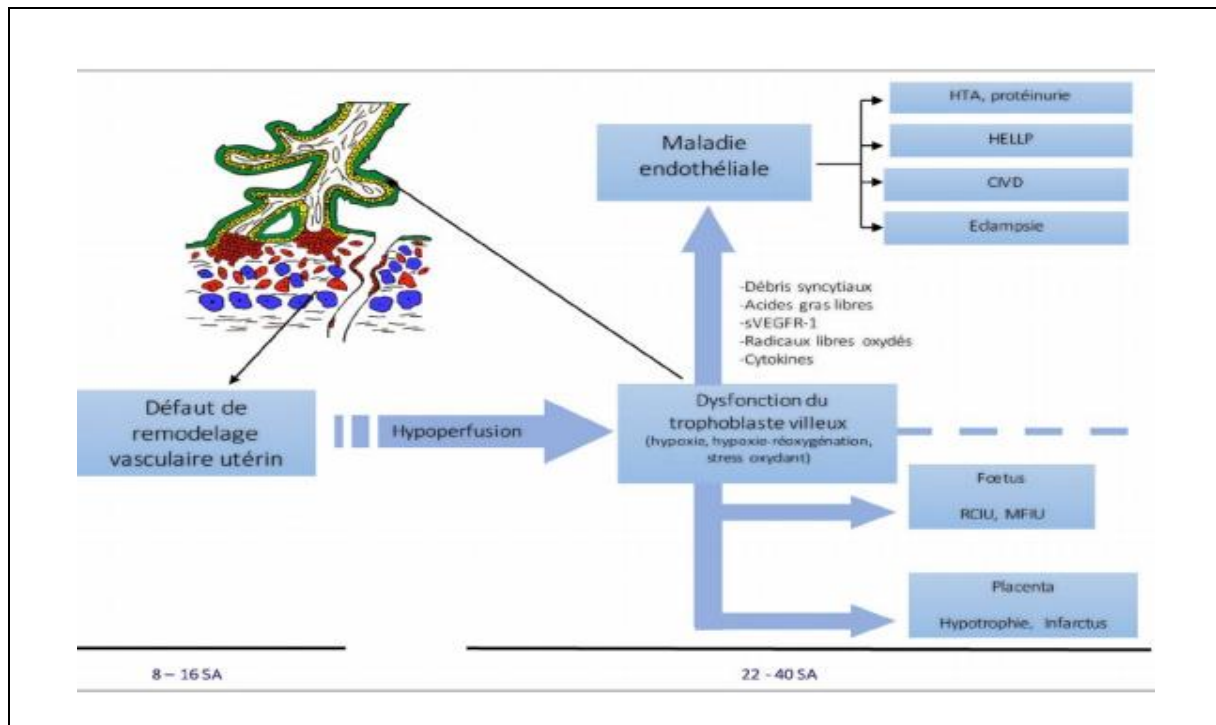 HTA, protéinurie
HELLP
CIVD
Eclampsie
Maladie
endothéliale
-Débris syncytiaux
-Acides gras libres
-sVEGFR-1
-Radicaux libres oxydés
-Cytokines
Défaut de
remodelage
vasculaire utérin
Hypoperfusion
Dysfonction du
trophoblaste villeux
(hypoxie, hypoxie-réoxygénation,
stress oxydant)
Fœtus
RCIU, MFIU
Placenta
Hypotrophie, Infarctus
8 – 16 SA
22 - 40 SA